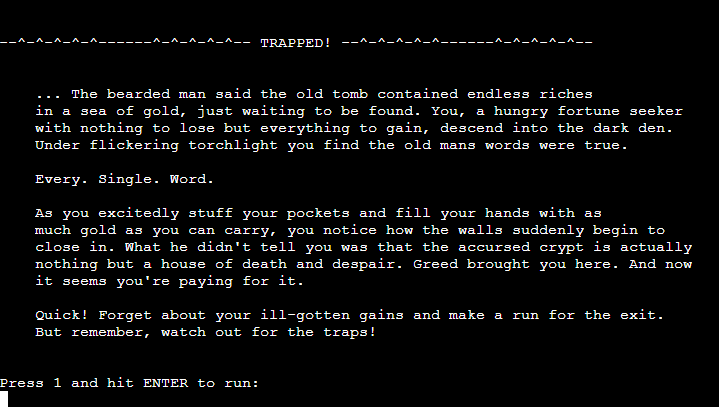 --^-^-^-^-^------^-^-^-^-^-- TRAPPED! --^-^-^-^-^------^-^-^-^-^--
... The bearded man said the old tomb contained endless riches
in a sea of gold, just waiting to be found. You, a hungry fortune seeker
with nothing to lose but everything to gain, descend into the dark den.
Under flickering torchlight you find the old mans words were true.
Every. Single. Word.
As you excitedly stuff your pockets and fill your hands with as
much gold as you can carry, you notice how the walls suddenly begin to
close in. What he didn't tell you was that the accursed crypt is actually
nothing but a house of death and despair. Greed brought you here. And now
it seems you're paying for it.
Quick! Forget about your ill-gotten gains and make a run for the exit.
But remember, watch out for the traps!
Press 1 and hit ENTER to run: